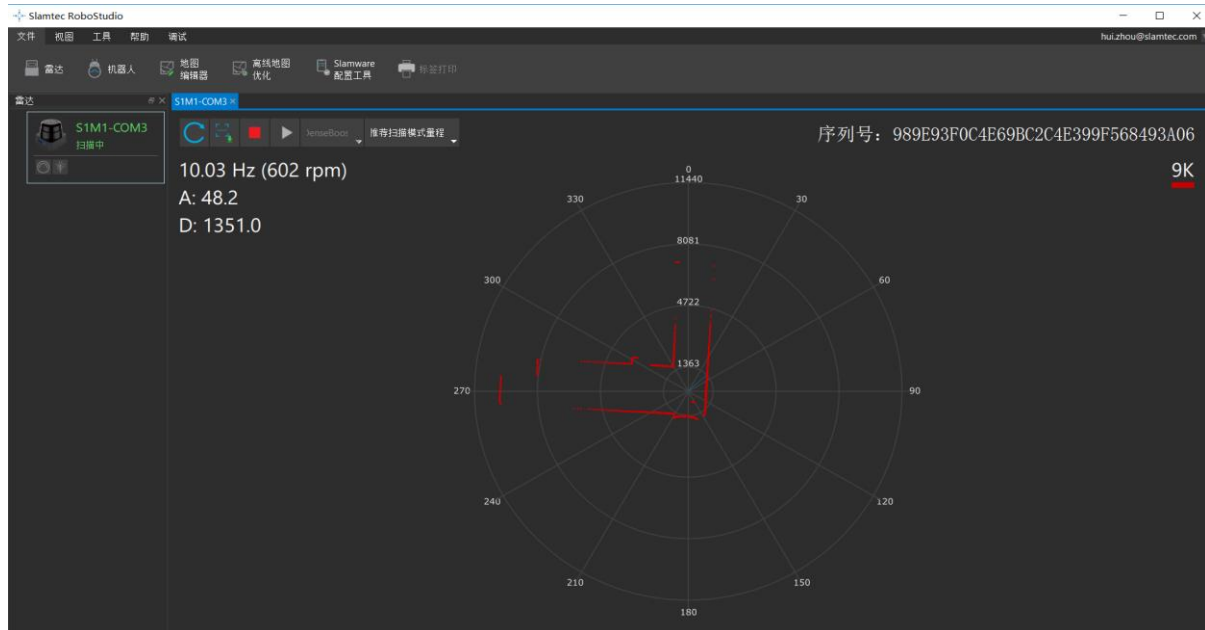 Slamtec RoboStudio
文件 视图 工具 帮助 调试
hui.zhou@slamtec.com
雷达
机器人
地图
编辑器
离线地图
优化
Slamware
配置工具
标签打印
雷达
S1M1-COM3
S1M1-COM3
扫描中
推荐扫描模式量程
序列号: 989E93F0C4E69BC2C4E399F568493A06
10.03 Hz (602 rpm)
A: 48.2
D: 1351.0
9K
0
11440
330
30
8081
300
60
4722
1363
270
90
240
120
210
150
180